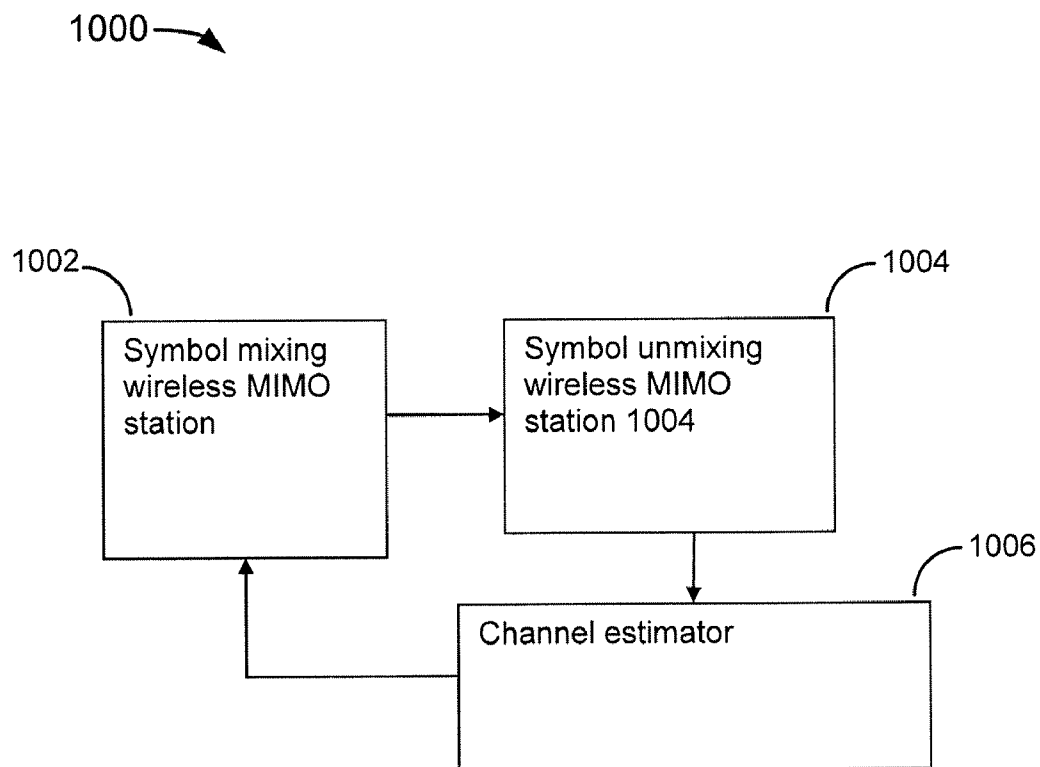 1000
1002
1004
Symbol mixing
wireless MIMO
station
Symbol unmixing
wireless MIMO
station 1004
1006
Channel estimator